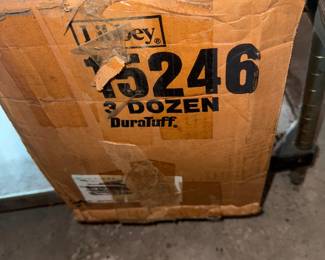 Libbey®
15246
3 DOZEN
DuraTuff®